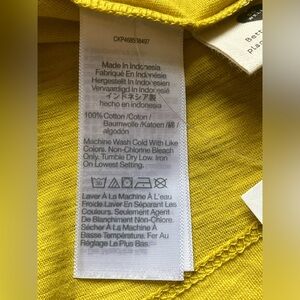 CKP468518497
Made In Indonesia
Fabriqué En Indonésie
Hergestellt In Indonesien
Vervaardigd In Indonesië
インドネシア製
hecho en indonesia
100% Cotton /Coton /
Baumwolle /Katoen /綿 /
algodón
Machine Wash Cold With Like
Colors. Non-Chlorine Bleach
Only. Tumble Dry Low. Iron
On Lowest Setting.
Laver À La Machine À L'eau
Froide Laver En Séparant Les
Couleurs. Seulement Agent
De Blanchiment Non-Chlore.
Sécher À La Machine À
Basse Température. Fer Au
Réglage Le Plus Bas.
Bett
pla